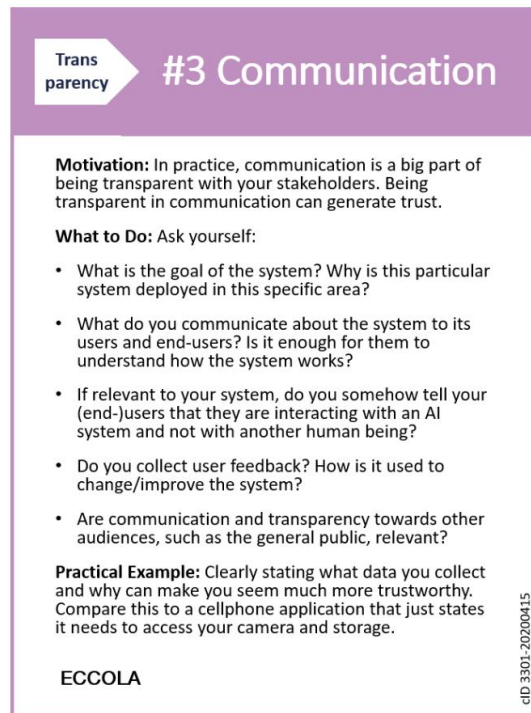 Trans
parency
#3 Communication
Motivation: In practice, communication is a big part of
being transparent with your stakeholders. Being
transparent in communication can generate trust.
What to Do: Ask yourself:
• What is the goal of the system? Why is this particular
system deployed in this specific area?
• What do you communicate about the system to its
users and end-users? Is it enough for them to
understand how the system works?
• If relevant to your system, do you somehow tell your
(end-)users that they are interacting with an AI
system and not with another human being?
• Do you collect user feedback? How is it used to
change/improve the system?
• Are communication and transparency towards other
audiences, such as the general public, relevant?
Practical Example: Clearly stating what data you collect
and why can make you seem much more trustworthy.
Compare this to a cellphone application that just states
it needs to access your camera and storage.
ECCOLA
cID 3301-20200415